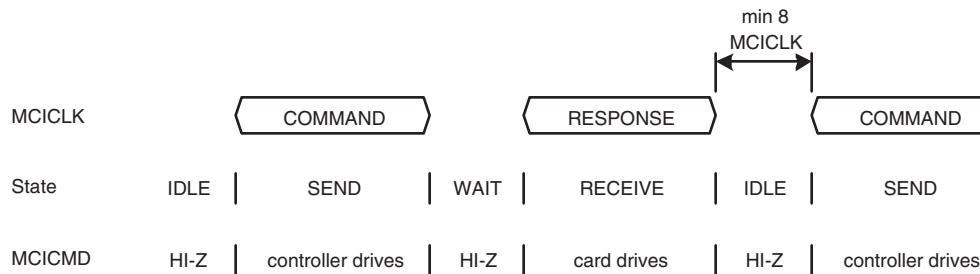 min 8
MCICLK
MCICLK COMMAND RESPONSE COMMAND
State IDLE SEND WAIT RECEIVE IDLE SEND
MCICMD HI-Z controller drives HI-Z card drives HI-Z controller drives